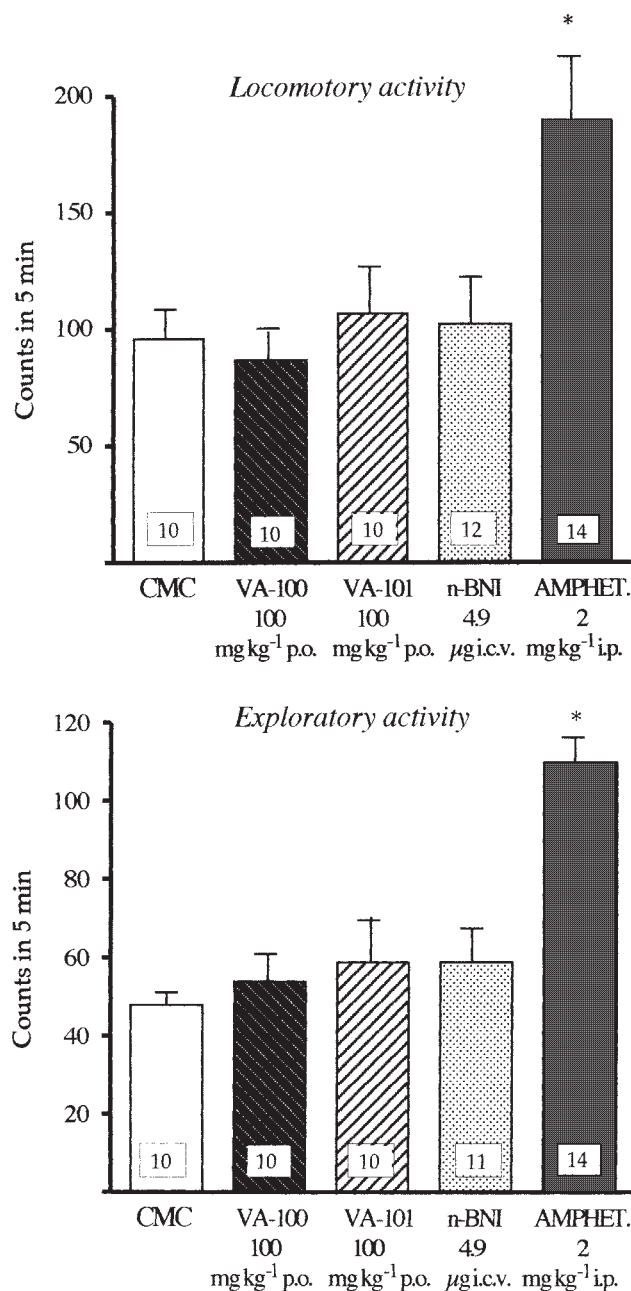 *
Locomotory activity
200
150
100
50
Counts in 5 min
10 10 10 12 14
CMC VA-100 VA-101 n-BNI AMPHET.
100 100 4.9 2
mg kg⁻¹ p.o. mg kg⁻¹ p.o. µg i.c.v. mg kg⁻¹ i.p.
Exploratory activity *
120
100
80
60
40
20
Counts in 5 min
10 10 10 11 14
CMC VA-100 VA-101 n-BNI AMPHET.
100 100 4.9 2
mg kg⁻¹ p.o. mg kg⁻¹ p.o. µg i.c.v. mg kg⁻¹ i.p.